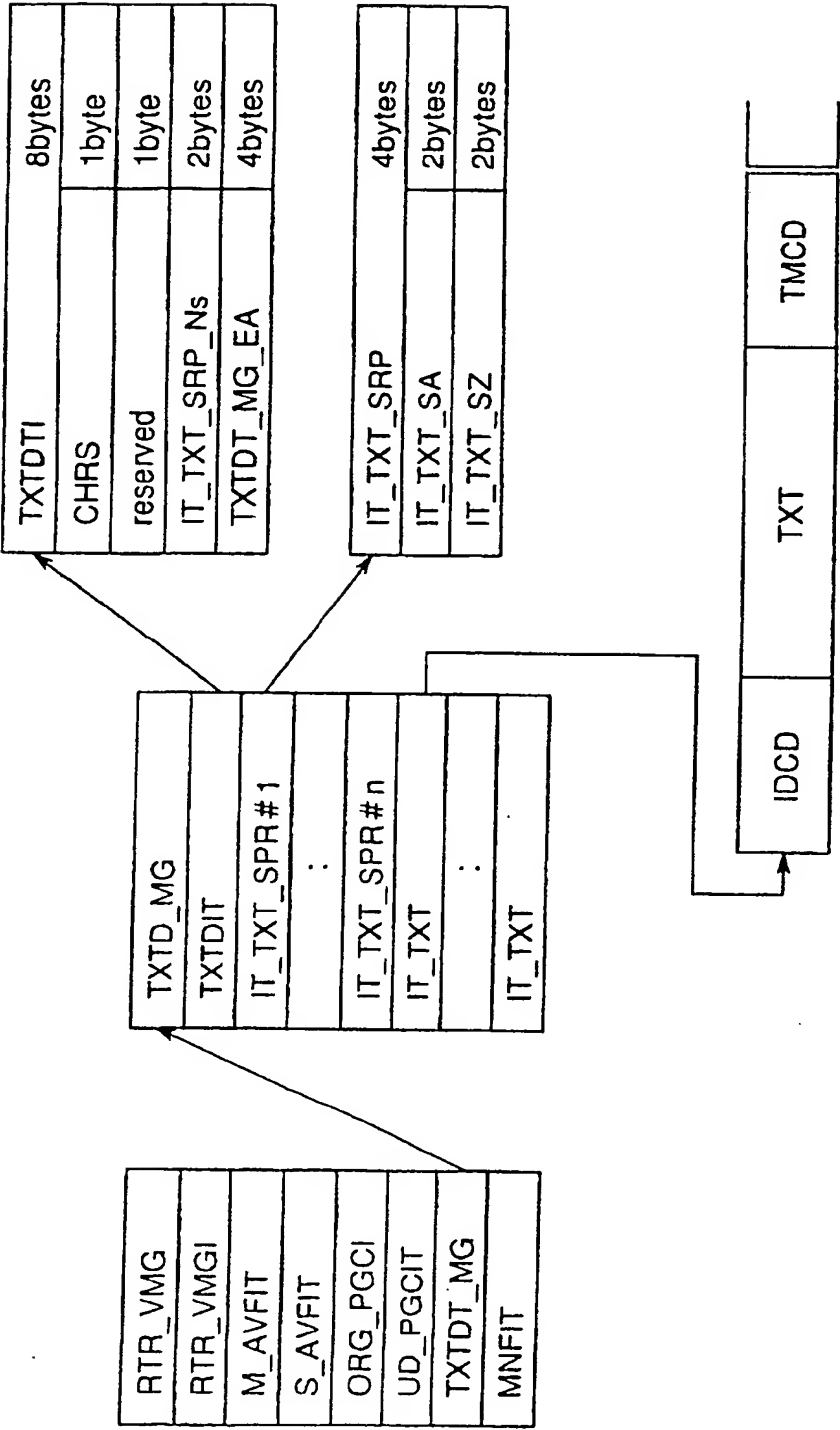 RTR_VMG
RTR_VMGI
M_AVFIT
S_AVFIT
ORG_PGCI
UD_PGCIT
TXTDT_MG
MNFIT
TXTD_MG
TXTDIT
IT_TXT_SPR#1
:
IT_TXT_SPR#n
IT_TXT
:
IT_TXT
TXTDTI 8bytes
CHRS 1byte
reserved 1byte
IT_TXT_SRP_Ns 2bytes
TXTDT_MG_EA 4bytes
IT_TXT_SRP 4bytes
IT_TXT_SA 2bytes
IT_TXT_SZ 2bytes
IDCD TXT TMCD